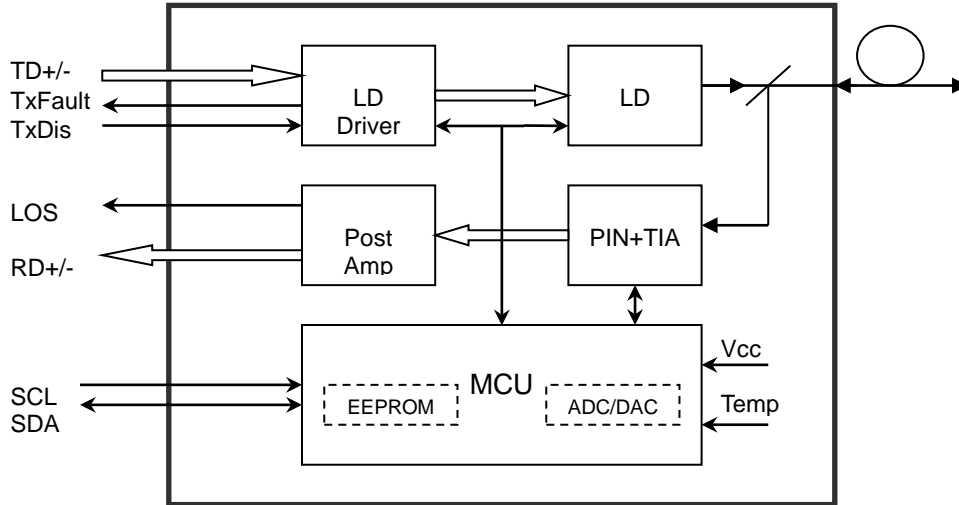 TD+/-
TxFault
TxDis
LD
Driver
LD
LOS
RD+/-
Post
Amp
PIN+TIA
SCL
SDA
MCU
EEPROM
ADC/DAC
Vcc
Temp